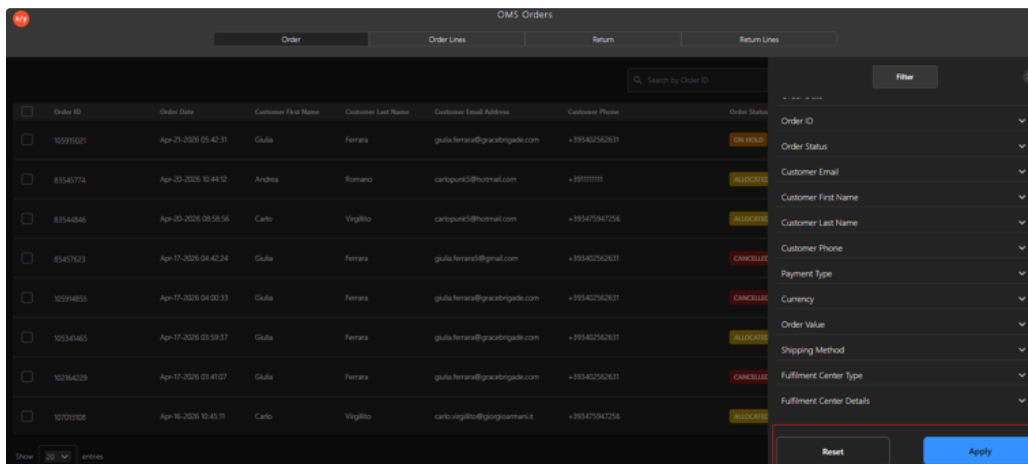 x/y
OMS Orders
Order Order Lines Return Return Lines
Search by Order ID
Filter
Order ID Order Date Customer First Name Customer Last Name Customer Email Address Customer Phone Order Status
105915021 Apr-21-2026 05:42:31 Giulia Ferrara giulia.ferrara@gracebrigade.com +393402562631 ON HOLD
83545774 Apr-20-2026 10:44:12 Andrea Romano cartopunk5@hotmail.com ALLOCATED
83544846 Apr-20-2026 08:58:56 Carlo Virgillito cartopunk5@hotmail.com +393475947256 ALLOCATED
85457623 Apr-17-2026 04:42:24 Giulia Ferrara giulia.ferrara5@gmail.com +393402562631 CANCELLED
105914855 Apr-17-2026 04:00:33 Giulia Ferrara giulia.ferrara@gracebrigade.com +393402562631 CANCELLED
105341465 Apr-17-2026 03:59:37 Giulia Ferrara giulia.ferrara@gracebrigade.com +393402562631 ALLOCATED
102164229 Apr-17-2026 03:41:07 Giulia Ferrara giulia.ferrara@gracebrigade.com +393402562631 CANCELLED
107013108 Apr-16-2026 10:45:11 Carlo Virgillito carlo.virgillito@giorgioarmani.it +393475947256 ALLOCATED
Show 20 entries
Order ID
Order Status
Customer Email
Customer First Name
Customer Last Name
Customer Phone
Payment Type
Currency
Order Value
Shipping Method
Fulfilment Center Type
Fulfilment Center Details
Reset Apply